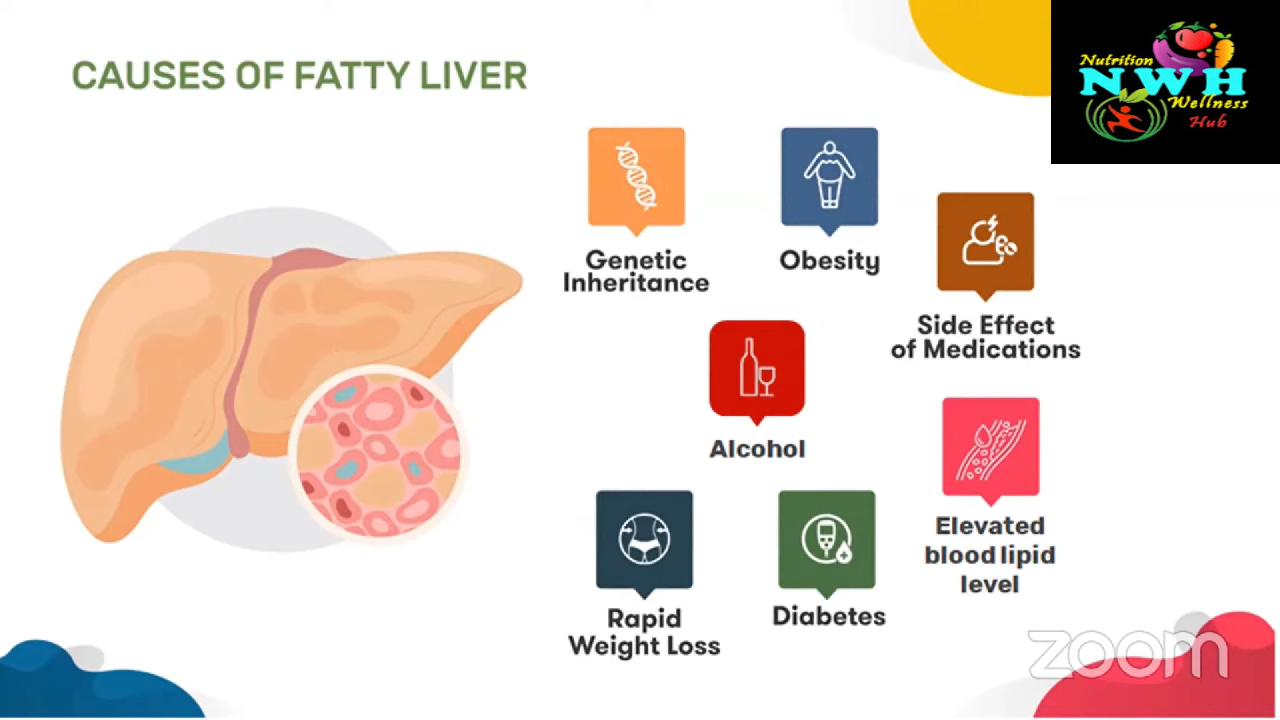 CAUSES OF FATTY LIVER
Nutrition
NWH
Wellness
Hub
Genetic
Inheritance
Obesity
Side Effect
of Medications
Alcohol
Elevated
blood lipid
level
Rapid
Weight Loss
Diabetes
zoom